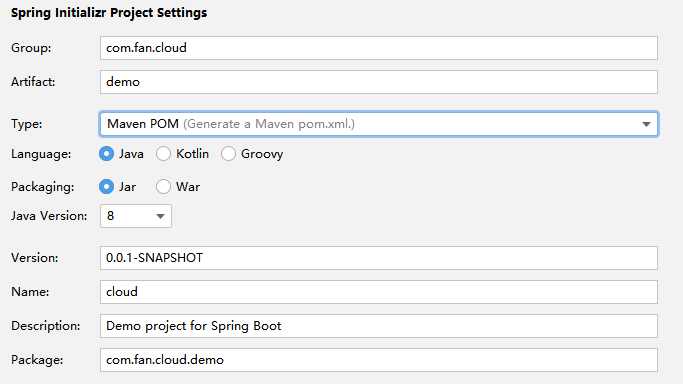 Spring Initializr Project Settings
Group: com.fan.cloud
Artifact: demo
Type: Maven POM (Generate a Maven pom.xml.)
Language: Java Kotlin Groovy
Packaging: Jar War
Java Version: 8
Version: 0.0.1-SNAPSHOT
Name: cloud
Description: Demo project for Spring Boot
Package: com.fan.cloud.demo